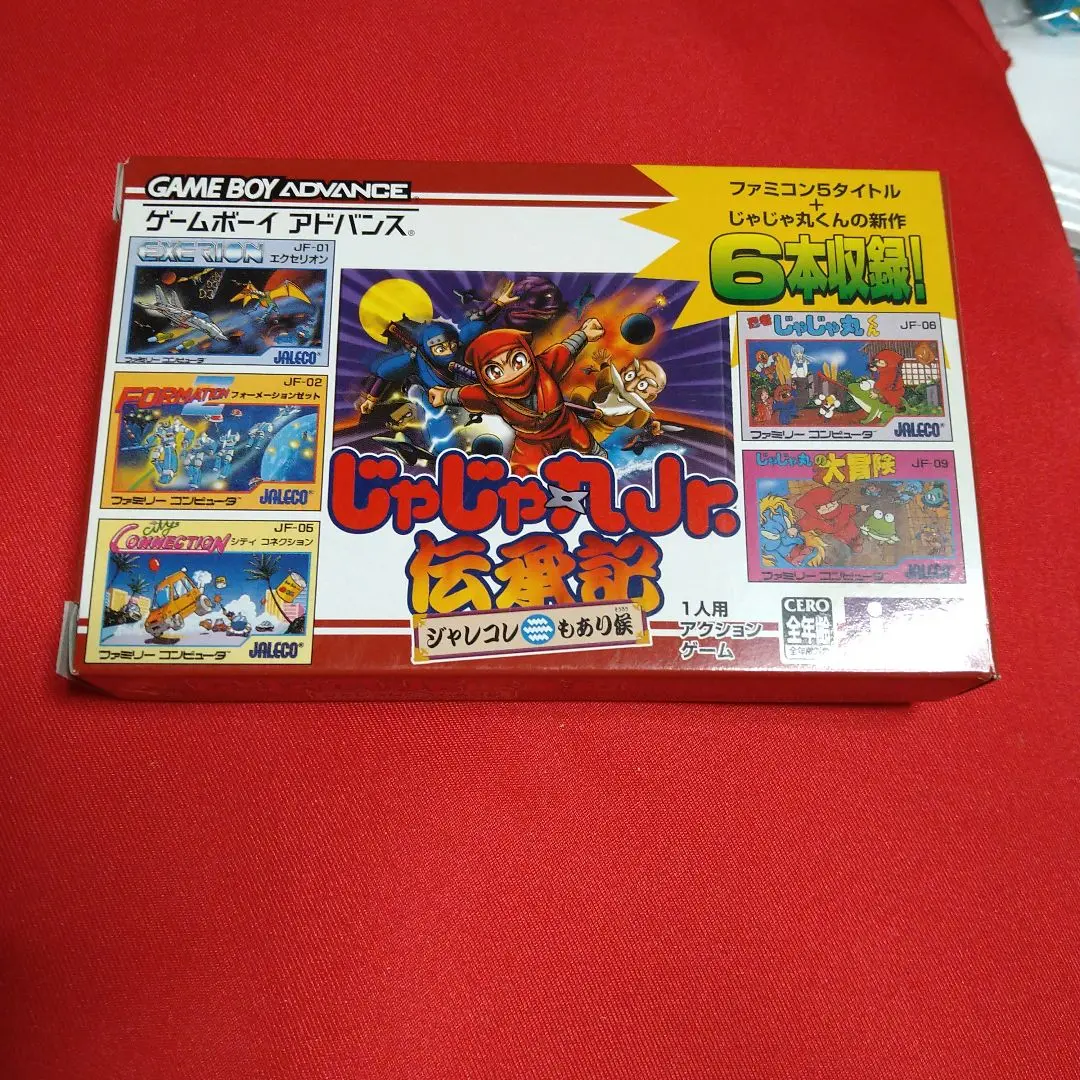 GAME BOY ADVANCE
ゲームボーイ アドバンス®
ファミコン5タイトル
+
じゃじゃ丸くんの新作
6本収録!
EXERION
JF-01
エクセリオン
ファミリー コンピュータ
JALECO®
FORMATION Z
JF-02
フォーメーションゼット
ファミリー コンピュータ
JALECO®
City CONNECTION
JF-05
シティ コネクション
ファミリー コンピュータ
JALECO®
じゃじゃ丸Jr.
伝承記
ジャレコレもあり候
忍者じゃじゃ丸くん
JF-06
ファミリー コンピュータ
JALECO®
じゃじゃ丸の大冒険
JF-09
ファミリー コンピュータ
JALECO
1人用
アクション
ゲーム
CERO
全年齢